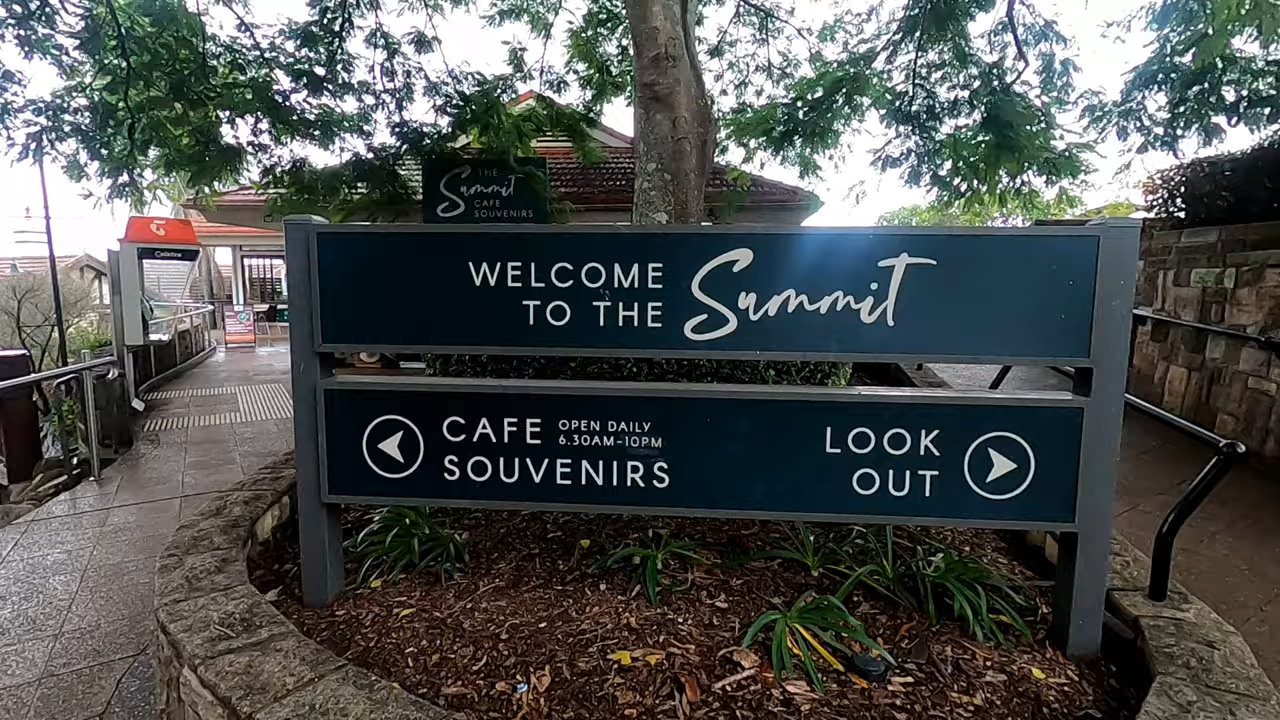 THE
Summit
CAFE
SOUVENIRS
WELCOME
TO THE
Summit
CAFE
OPEN DAILY
6.30AM-10PM
SOUVENIRS
LOOK
OUT